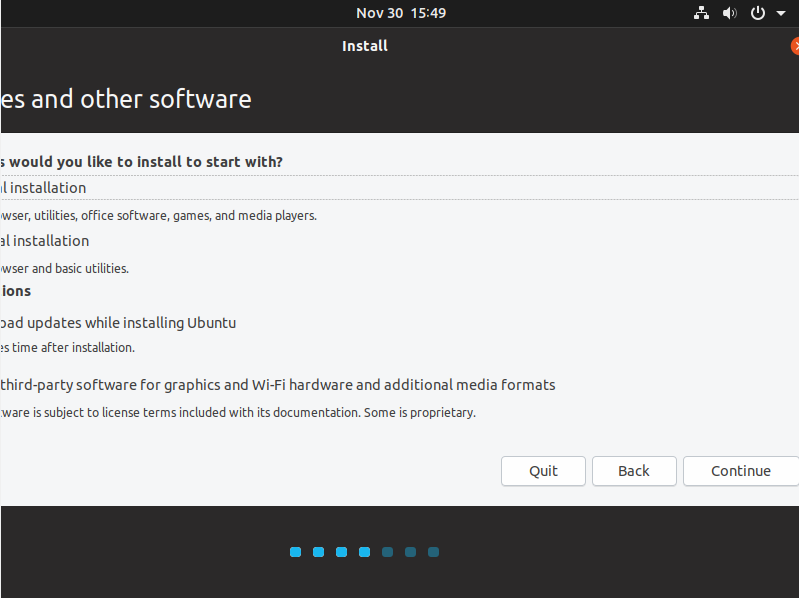 Nov 30 15:49
Install
es and other software
s would you like to install to start with?
l installation
wser, utilities, office software, games, and media players.
al installation
wser and basic utilities.
ions
oad updates while installing Ubuntu
es time after installation.
third-party software for graphics and Wi-Fi hardware and additional media formats
ware is subject to license terms included with its documentation. Some is proprietary.
Quit
Back
Continue